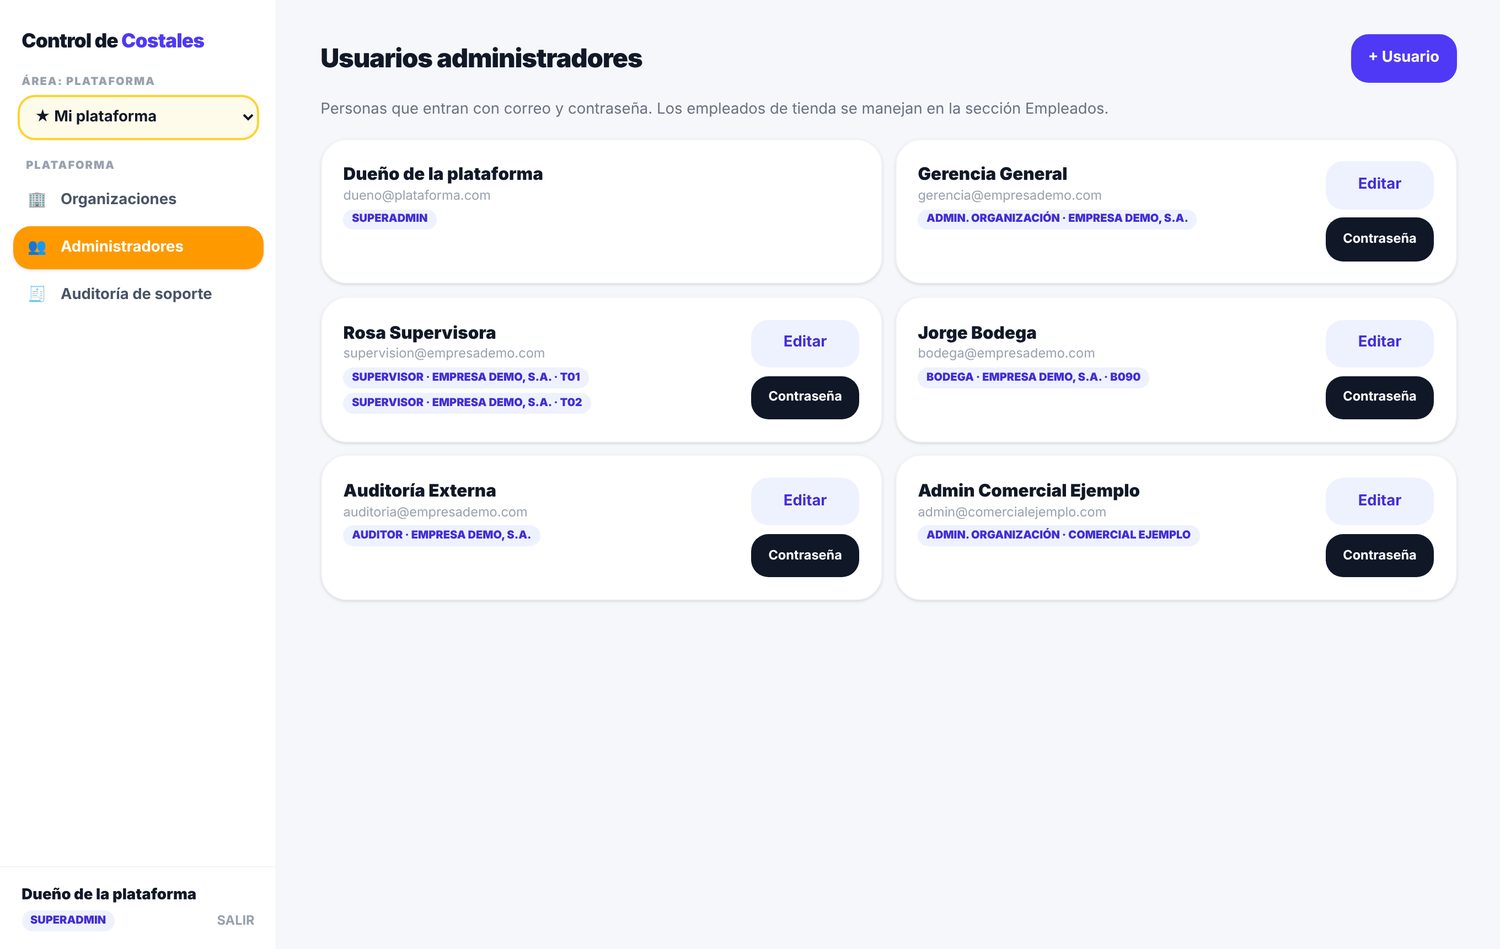 Control de Costales
ÁREA: PLATAFORMA
★ Mi plataforma
PLATAFORMA
Organizaciones
Administradores
Auditoría de soporte
Dueño de la plataforma
SUPERADMIN
SALIR
Usuarios administradores
+ Usuario
Personas que entran con correo y contraseña. Los empleados de tienda se manejan en la sección Empleados.
Dueño de la plataforma
dueno@plataforma.com
SUPERADMIN
Gerencia General
gerencia@empresademo.com
ADMIN. ORGANIZACIÓN · EMPRESA DEMO, S.A.
Editar
Contraseña
Rosa Supervisora
supervision@empresademo.com
SUPERVISOR · EMPRESA DEMO, S.A. · T01
SUPERVISOR · EMPRESA DEMO, S.A. · T02
Editar
Contraseña
Jorge Bodega
bodega@empresademo.com
BODEGA · EMPRESA DEMO, S.A. · B090
Editar
Contraseña
Auditoría Externa
auditoria@empresademo.com
AUDITOR · EMPRESA DEMO, S.A.
Editar
Contraseña
Admin Comercial Ejemplo
admin@comercialejemplo.com
ADMIN. ORGANIZACIÓN · COMERCIAL EJEMPLO
Editar
Contraseña